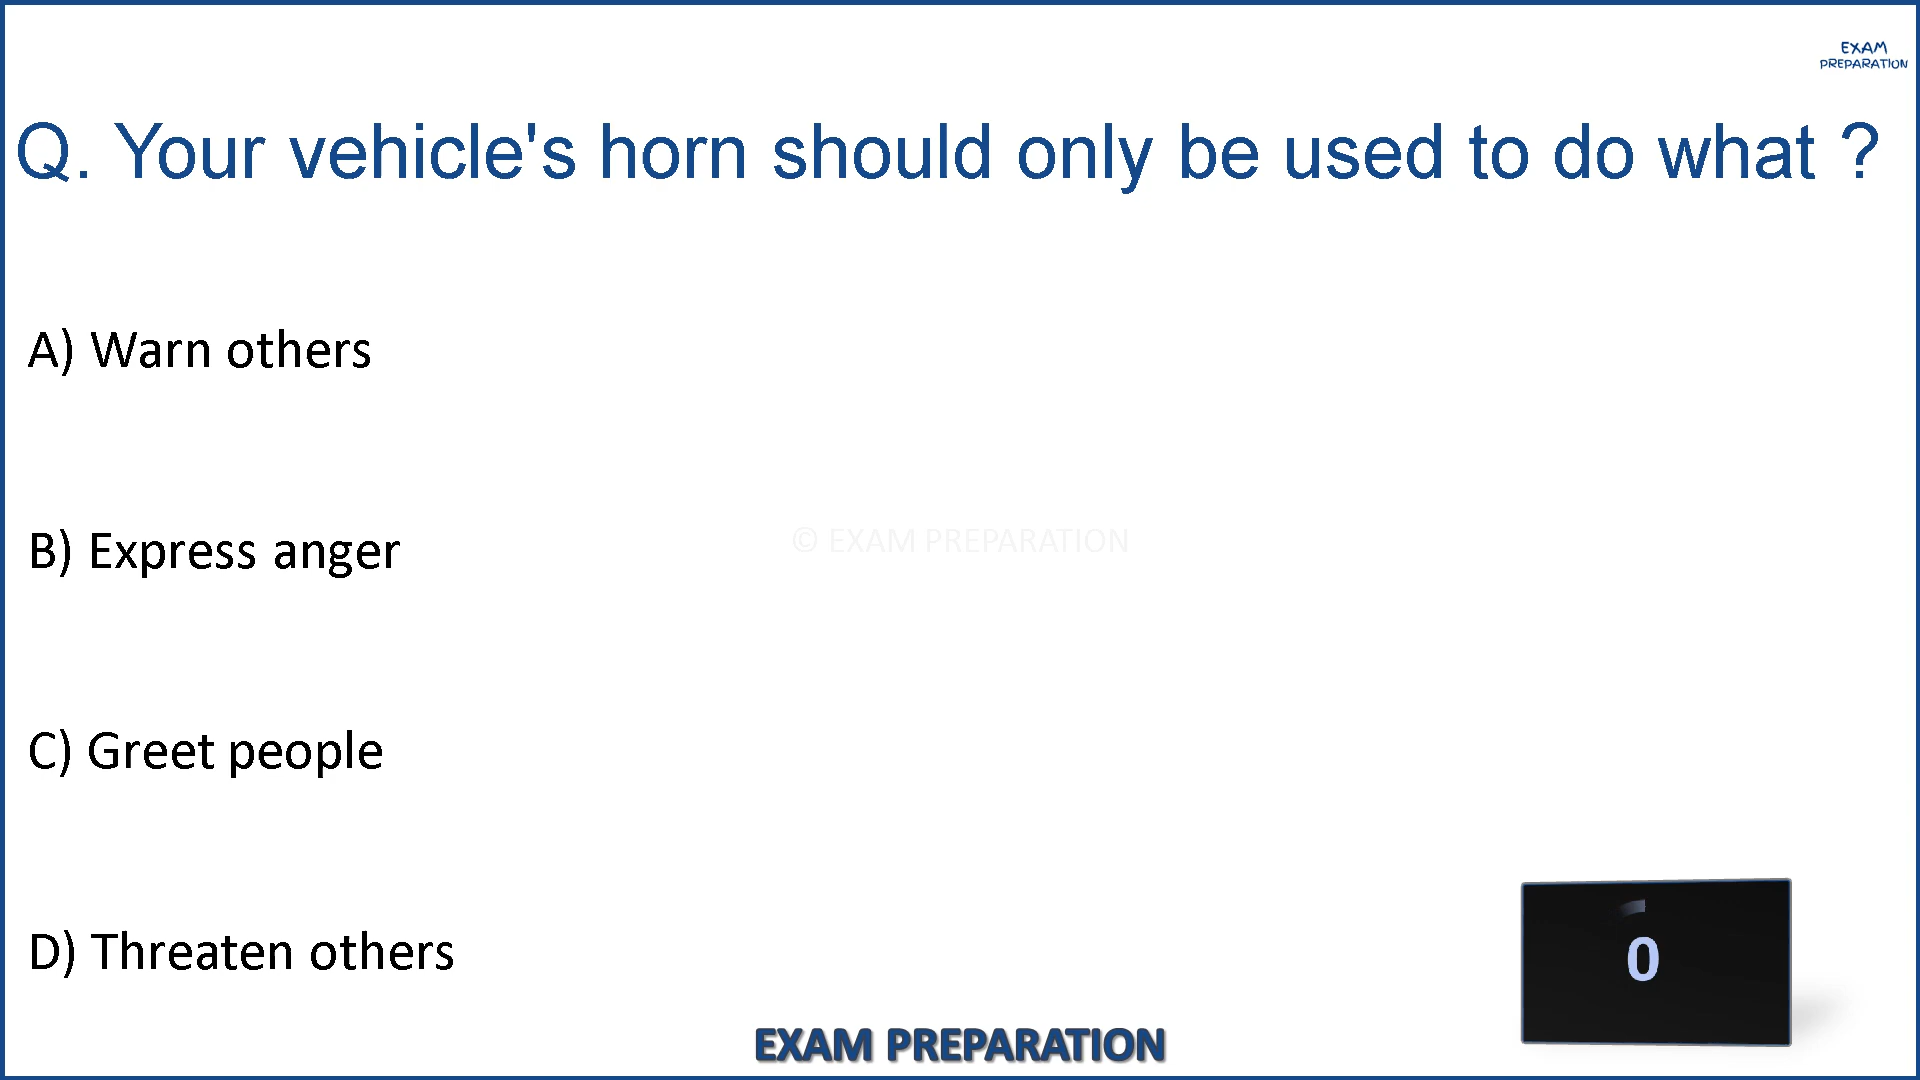 EXAM
PREPARATION
Q. Your vehicle's horn should only be used to do what ?
A) Warn others
B) Express anger
© EXAM PREPARATION
C) Greet people
D) Threaten others
0
EXAM PREPARATION